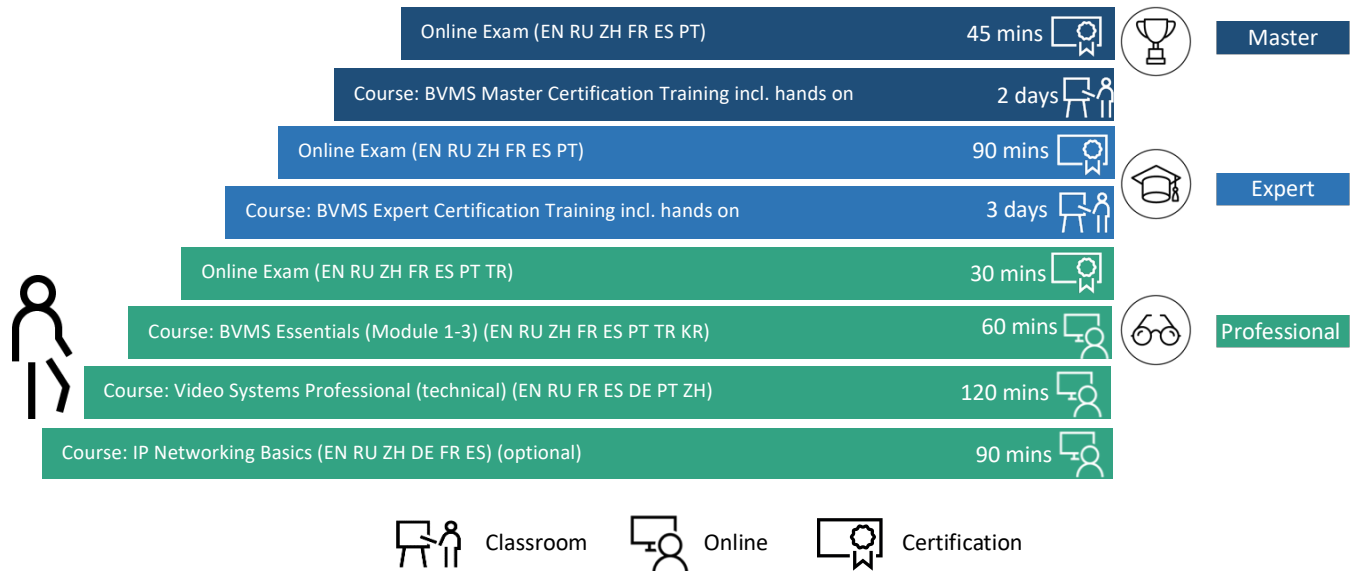 Online Exam (EN RU ZH FR ES PT) 45 mins Master
Course: BVMS Master Certification Training incl. hands on 2 days
Online Exam (EN RU ZH FR ES PT) 90 mins
Expert
Course: BVMS Expert Certification Training incl. hands on 3 days
Online Exam (EN RU ZH FR ES PT TR) 30 mins
Course: BVMS Essentials (Module 1-3) (EN RU ZH FR ES PT TR KR) 60 mins Professional
Course: Video Systems Professional (technical) (EN RU FR ES DE PT ZH) 120 mins
Course: IP Networking Basics (EN RU ZH DE FR ES) (optional) 90 mins
Classroom Online Certification